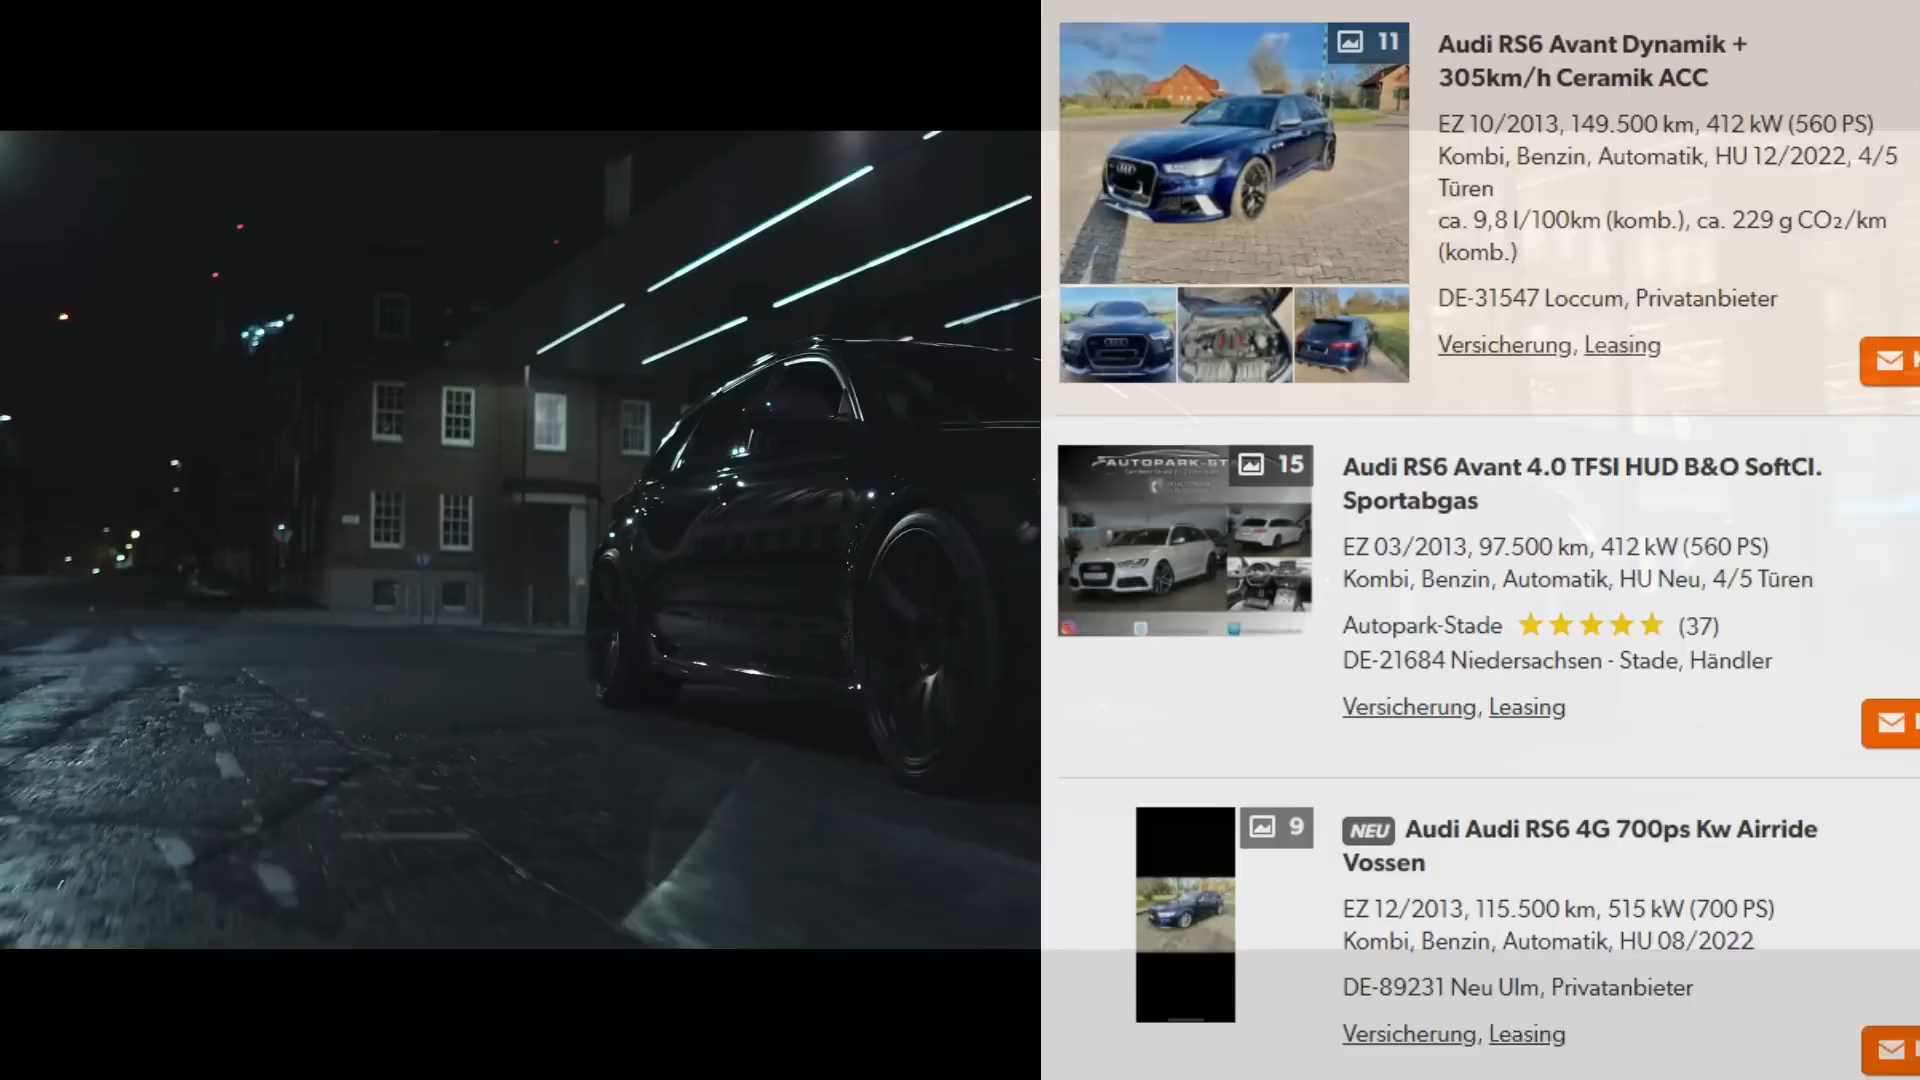 11
Audi RS6 Avant Dynamik +
305km/h Ceramik ACC
EZ 10/2013, 149.500 km, 412 kW (560 PS)
Kombi, Benzin, Automatik, HU 12/2022, 4/5
Türen
ca. 9,8 l/100km (komb.), ca. 229 g CO₂/km
(komb.)
DE-31547 Loccum, Privatanbieter
Versicherung, Leasing
AUTOPARK-ST
15
Audi RS6 Avant 4.0 TFSI HUD B&O SoftCl.
Sportabgas
EZ 03/2013, 97.500 km, 412 kW (560 PS)
Kombi, Benzin, Automatik, HU Neu, 4/5 Türen
Autopark-Stade (37)
DE-21684 Niedersachsen - Stade, Händler
Versicherung, Leasing
9
NEU Audi Audi RS6 4G 700ps Kw Airride
Vossen
EZ 12/2013, 115.500 km, 515 kW (700 PS)
Kombi, Benzin, Automatik, HU 08/2022
DE-89231 Neu Ulm, Privatanbieter
Versicherung, Leasing